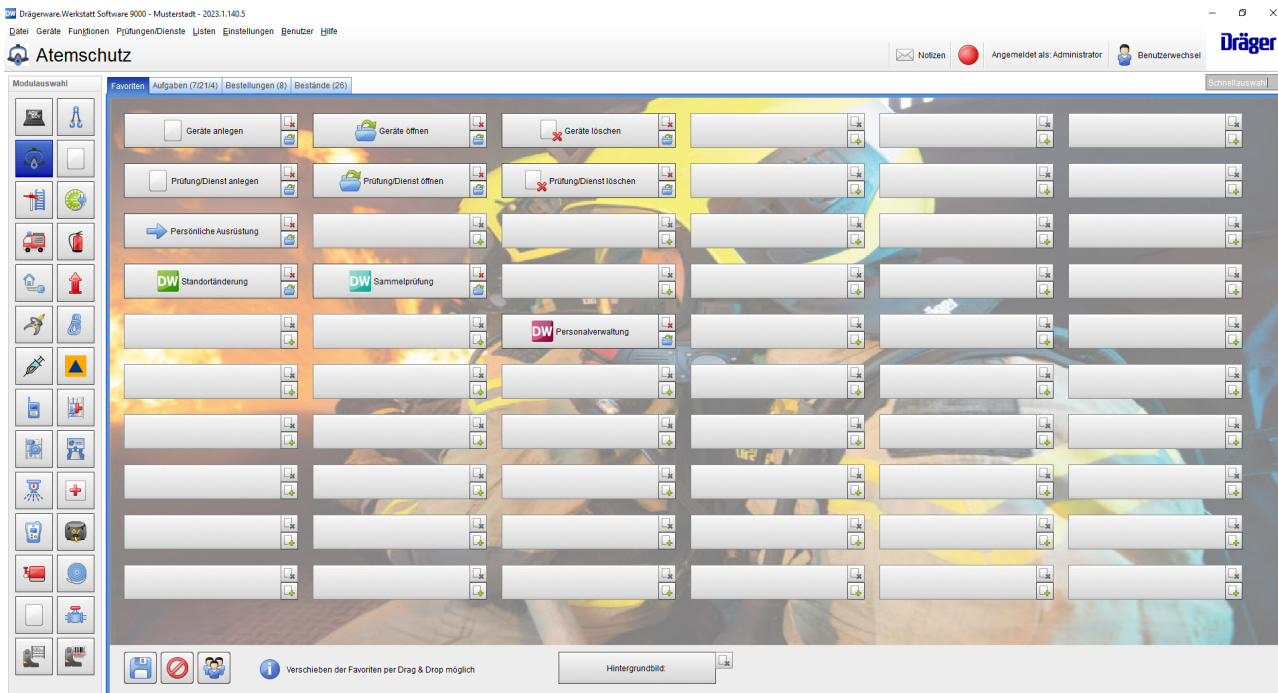 DW Drägerware.Werkstatt Software 9000 - Musterstadt - 2023.1.140.5
Datei Geräte Funktionen Prüfungen/Dienste Listen Einstellungen Benutzer Hilfe
Atemschutz
Notizen
Angemeldet als: Administrator
Benutzerwechsel
Dräger
Modulauswahl
Favoriten
Aufgaben (7/21/4)
Bestellungen (8)
Bestände (26)
Schnellauswahl
Geräte anlegen
Geräte öffnen
Geräte löschen
Prüfung/Dienst anlegen
Prüfung/Dienst öffnen
Prüfung/Dienst löschen
Persönliche Ausrüstung
DW Standortänderung
DW Sammelprüfung
DW Personalverwaltung
Verschieben der Favoriten per Drag & Drop möglich
Hintergrundbild: